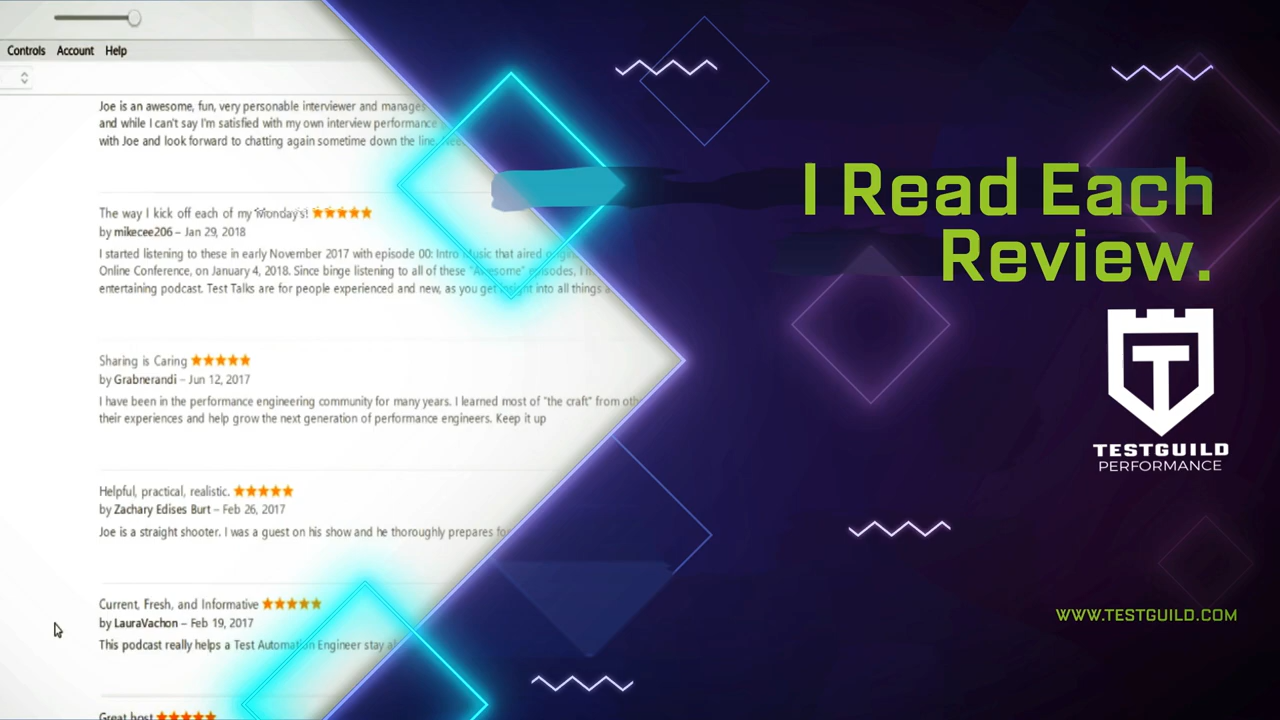 Controls Account Help
Joe is an awesome, fun, very personable interviewer and manages
and while I can't say I'm satisfied with my own interview performance
with Joe and look forward to chatting again sometime down the line.
The way I kick off each of my Monday's! ★★★★★
by mikecee206 – Jan 29, 2018
I started listening to these in early November 2017 with episode 00: Intro Music that aired
Online Conference, on January 4, 2018. Since binge listening to all of these "Awesome" episodes, I
entertaining podcast. Test Talks are for people experienced and new, as you get insight into all things
Sharing is Caring ★★★★★
by Grabnerandi – Jun 12, 2017
I have been in the performance engineering community for many years. I learned most of "the craft" from
their experiences and help grow the next generation of performance engineers. Keep it up
Helpful, practical, realistic. ★★★★★
by Zachary Edises Burt – Feb 26, 2017
Joe is a straight shooter. I was a guest on his show and he thoroughly prepares
Current, Fresh, and Informative ★★★★★
by LauraVachon – Feb 19, 2017
This podcast really helps a Test Automation Engineer stay
Great host ★★★★★
I Read Each
Review.
T
TESTGUILD
PERFORMANCE
WWW.TESTGUILD.COM